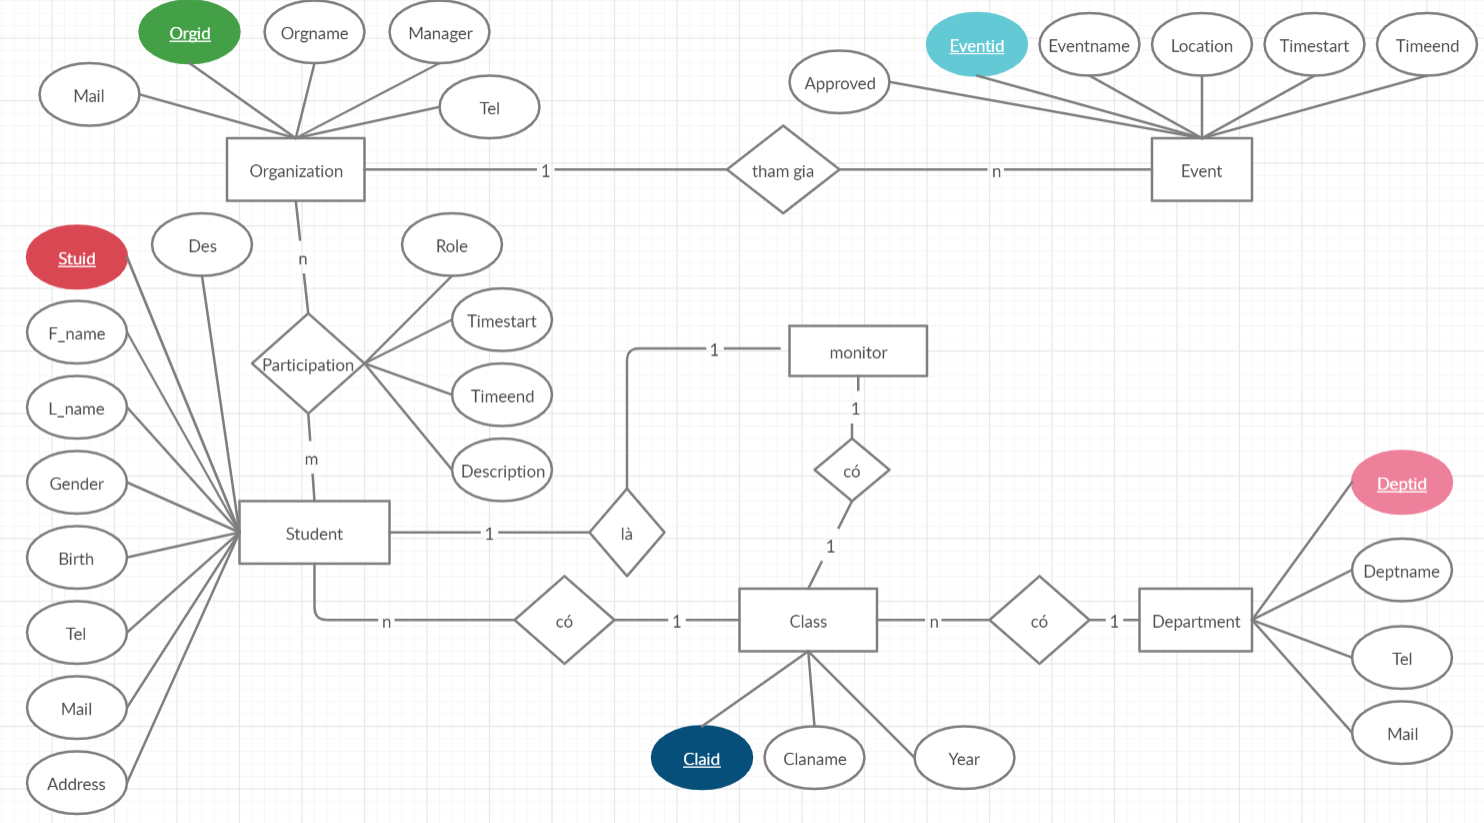 Orgid
Orgname
Manager
Mail
Tel
Organization
1
tham gia
n
Event
Approved
Eventid
Eventname
Location
Timestart
Timeend
n
Participation
m
Role
Timestart
Timeend
Description
Stuid
Des
F_name
L_name
Gender
Birth
Tel
Mail
Address
Student
1
là
1
monitor
1
có
1
n
có
1
Class
n
có
1
Department
Claid
Claname
Year
Deptid
Deptname
Tel
Mail